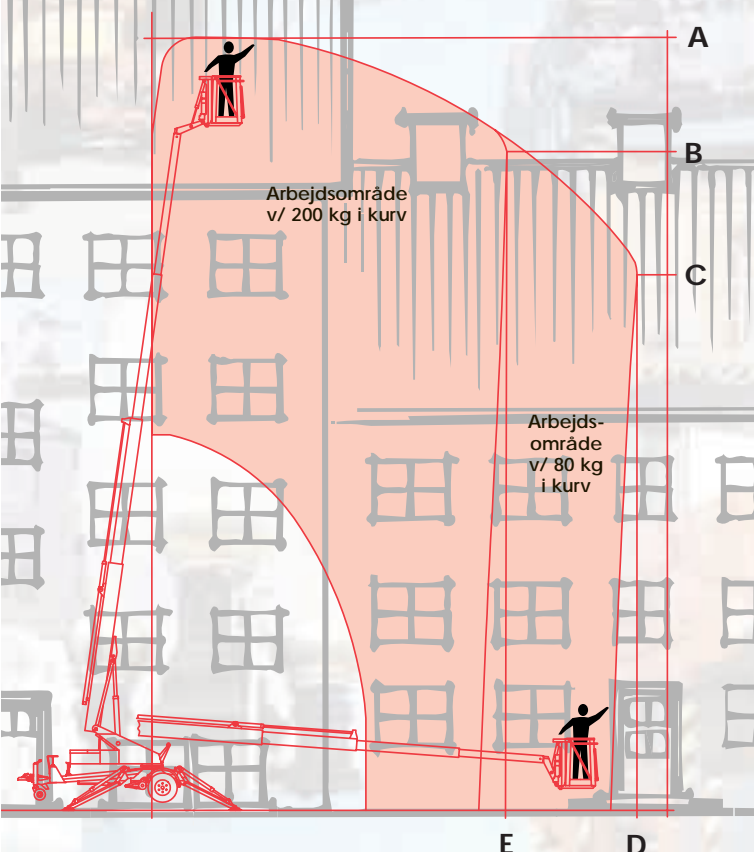 A
B
Arbejdsområde
v/ 200 kg i kurv
C
Arbejds-
område
v/ 80 kg
i kurv
E
D